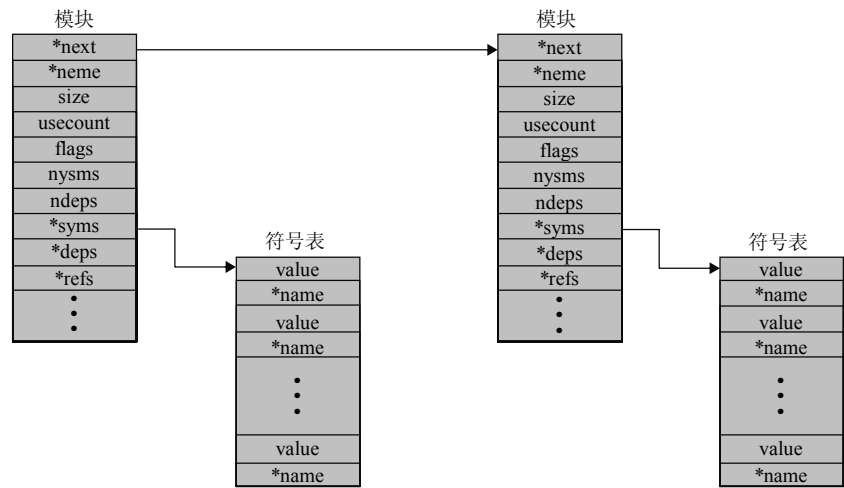 模块
*next
*neme
size
usecount
flags
nysms
ndeps
*syms
*deps
*refs
符号表
value
*name
value
*name
value
*name
模块
*next
*neme
size
usecount
flags
nysms
ndeps
*syms
*deps
*refs
符号表
value
*name
value
*name
value
*name